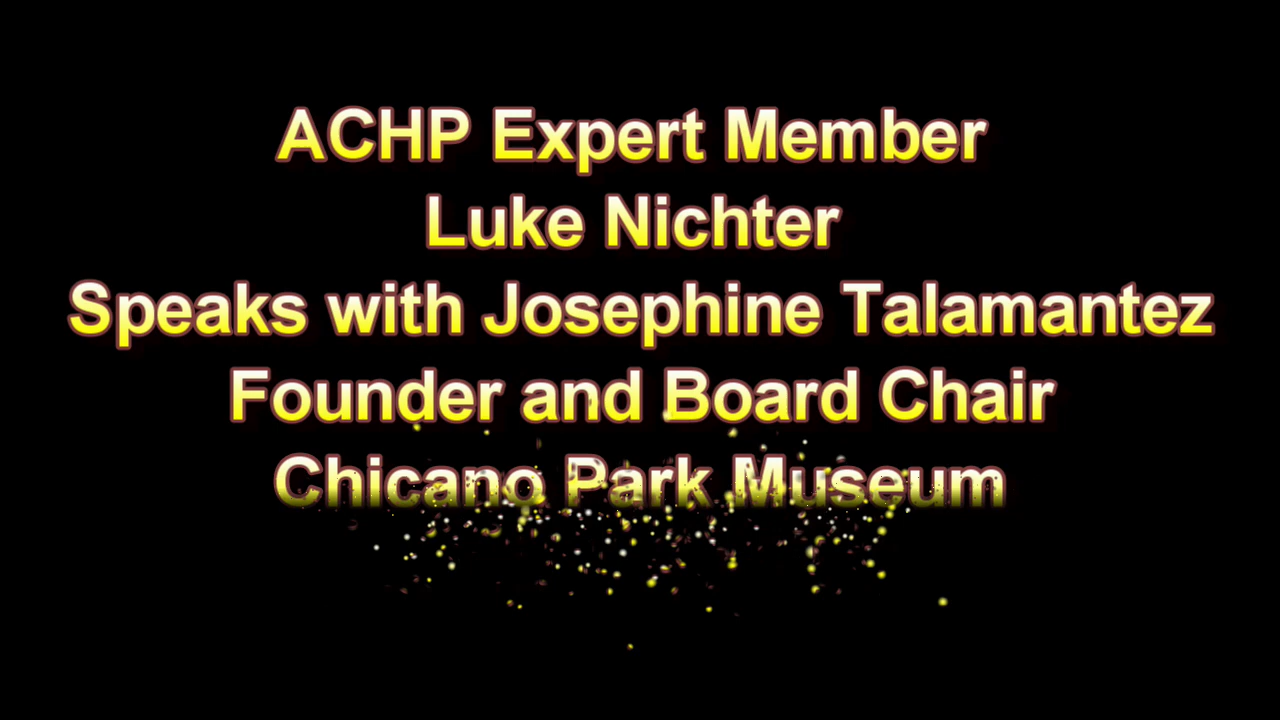 ACHP Expert Member
Luke Nichter
Speaks with Josephine Talamantez
Founder and Board Chair
Chicano Park Museum